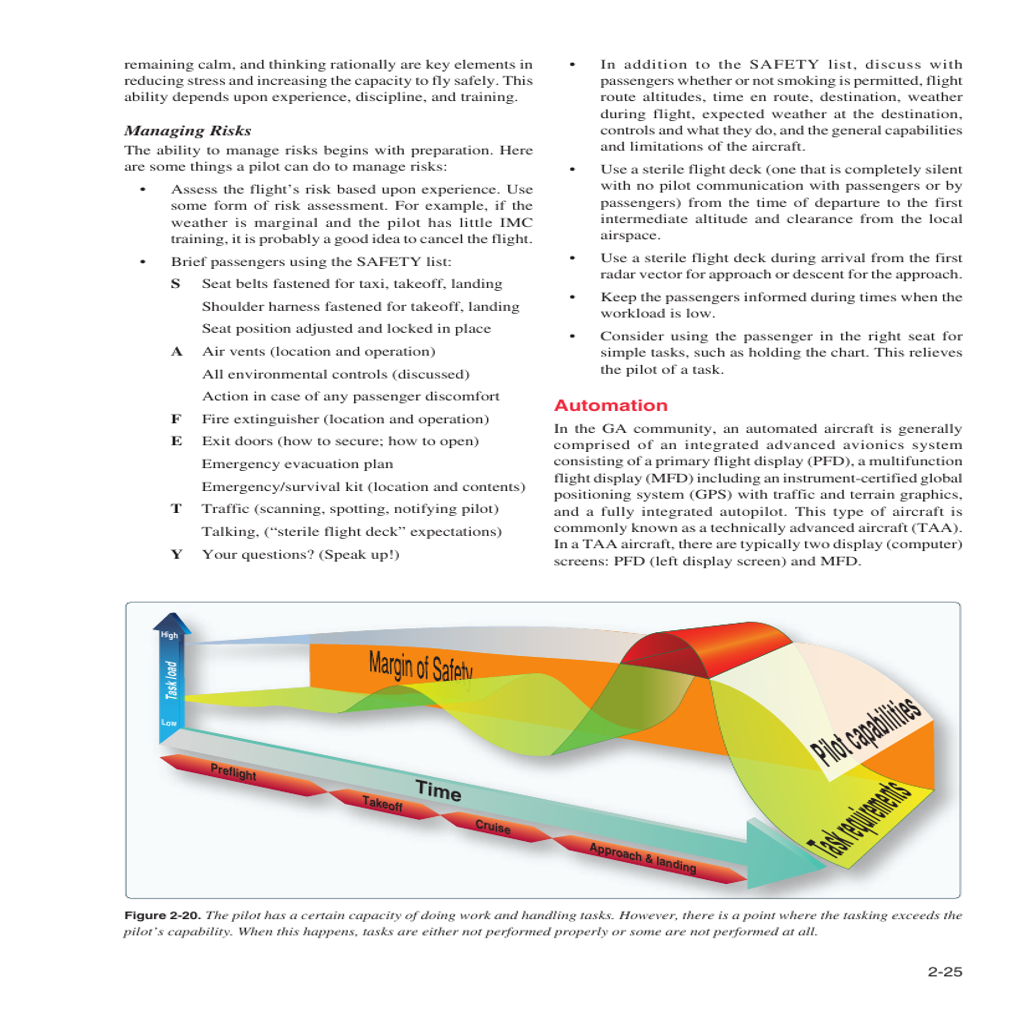 remaining calm, and thinking rationally are key elements in
reducing stress and increasing the capacity to fly safely. This
ability depends upon experience, discipline, and training.
Managing Risks
The ability to manage risks begins with preparation. Here
are some things a pilot can do to manage risks:
• Assess the flight’s risk based upon experience. Use
some form of risk assessment. For example, if the
weather is marginal and the pilot has little IMC
training, it is probably a good idea to cancel the flight.
• Brief passengers using the SAFETY list:
S Seat belts fastened for taxi, takeoff, landing
Shoulder harness fastened for takeoff, landing
Seat position adjusted and locked in place
A Air vents (location and operation)
All environmental controls (discussed)
Action in case of any passenger discomfort
F Fire extinguisher (location and operation)
E Exit doors (how to secure; how to open)
Emergency evacuation plan
Emergency/survival kit (location and contents)
T Traffic (scanning, spotting, notifying pilot)
Talking, (“sterile flight deck” expectations)
Y Your questions? (Speak up!)
• In addition to the SAFETY list, discuss with
passengers whether or not smoking is permitted, flight
route altitudes, time en route, destination, weather
during flight, expected weather at the destination,
controls and what they do, and the general capabilities
and limitations of the aircraft.
• Use a sterile flight deck (one that is completely silent
with no pilot communication with passengers or by
passengers) from the time of departure to the first
intermediate altitude and clearance from the local
airspace.
• Use a sterile flight deck during arrival from the first
radar vector for approach or descent for the approach.
• Keep the passengers informed during times when the
workload is low.
• Consider using the passenger in the right seat for
simple tasks, such as holding the chart. This relieves
the pilot of a task.
Automation
In the GA community, an automated aircraft is generally
comprised of an integrated advanced avionics system
consisting of a primary flight display (PFD), a multifunction
flight display (MFD) including an instrument-certified global
positioning system (GPS) with traffic and terrain graphics,
and a fully integrated autopilot. This type of aircraft is
commonly known as a technically advanced aircraft (TAA).
In a TAA aircraft, there are typically two display (computer)
screens: PFD (left display screen) and MFD.
High
Task load
Low
Margin of Safety
Pilot capabilities
Task requirements
Time
Preflight
Takeoff
Cruise
Approach & landing
Figure 2-20. The pilot has a certain capacity of doing work and handling tasks. However, there is a point where the tasking exceeds the
pilot’s capability. When this happens, tasks are either not performed properly or some are not performed at all.
2-25